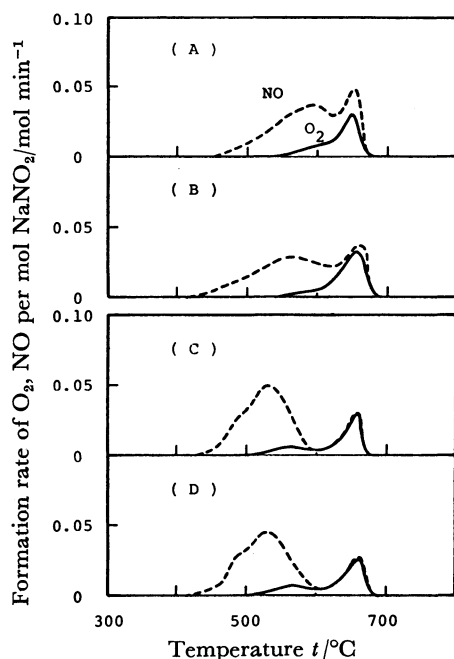 Formation rate of O₂, NO per mol NaNO₂/mol min⁻¹
0.10
( A )
NO
0.05
O₂
0
( B )
0.05
0
0.10
( C )
0.05
0
( D )
0.05
0
300
500
700
Temperature t/°C